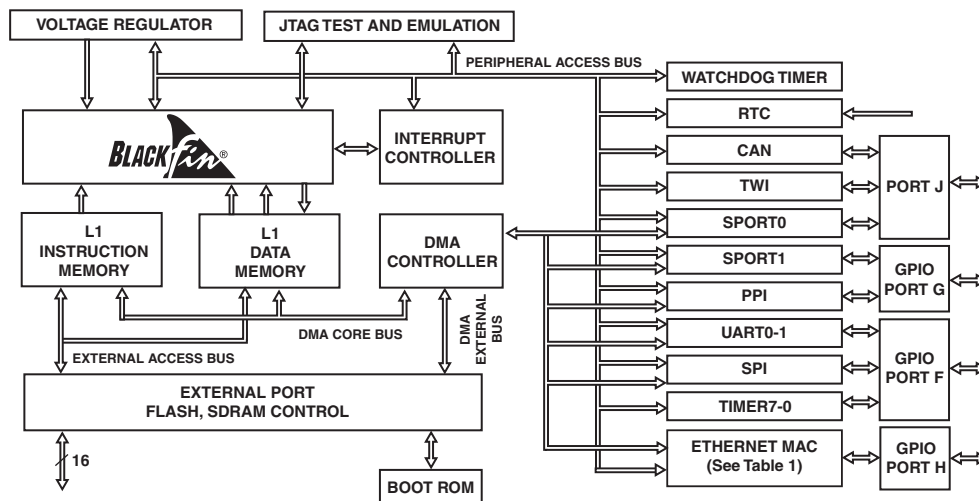 VOLTAGE REGULATOR
JTAG TEST AND EMULATION
PERIPHERAL ACCESS BUS
WATCHDOG TIMER
RTC
BLACKfin®
INTERRUPT
CONTROLLER
CAN
TWI
PORT J
SPORT0
L1
INSTRUCTION
MEMORY
L1
DATA
MEMORY
DMA
CONTROLLER
SPORT1
PPI
GPIO
PORT G
DMA CORE BUS
DMA
EXTERNAL
BUS
EXTERNAL ACCESS BUS
UART0-1
SPI
TIMER7-0
GPIO
PORT F
EXTERNAL PORT
FLASH, SDRAM CONTROL
ETHERNET MAC
(See Table 1)
GPIO
PORT H
16
BOOT ROM